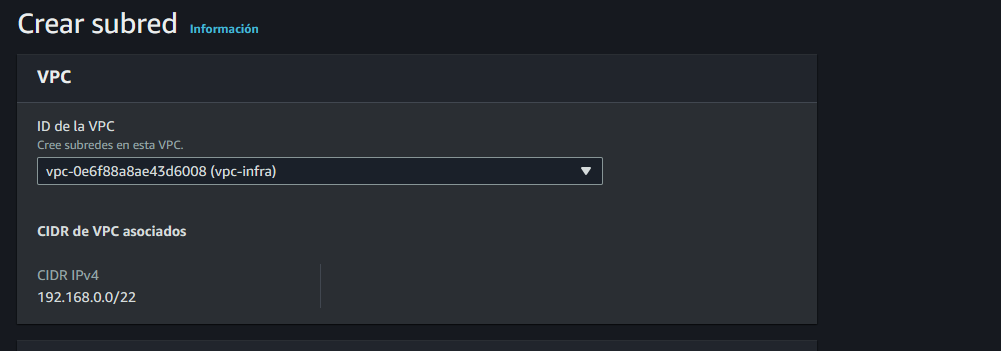 Crear subred Información
VPC
ID de la VPC
Cree subredes en esta VPC.
vpc-0e6f88a8ae43d6008 (vpc-infra)
CIDR de VPC asociados
CIDR IPv4
192.168.0.0/22